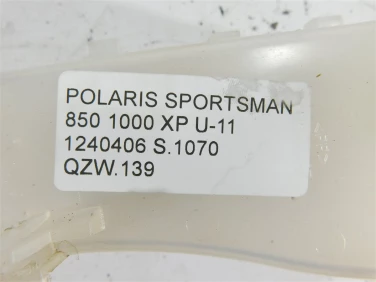 POLARIS SPORTSMAN
850 1000 XP U-11
1240406 S.1070
QZW.139